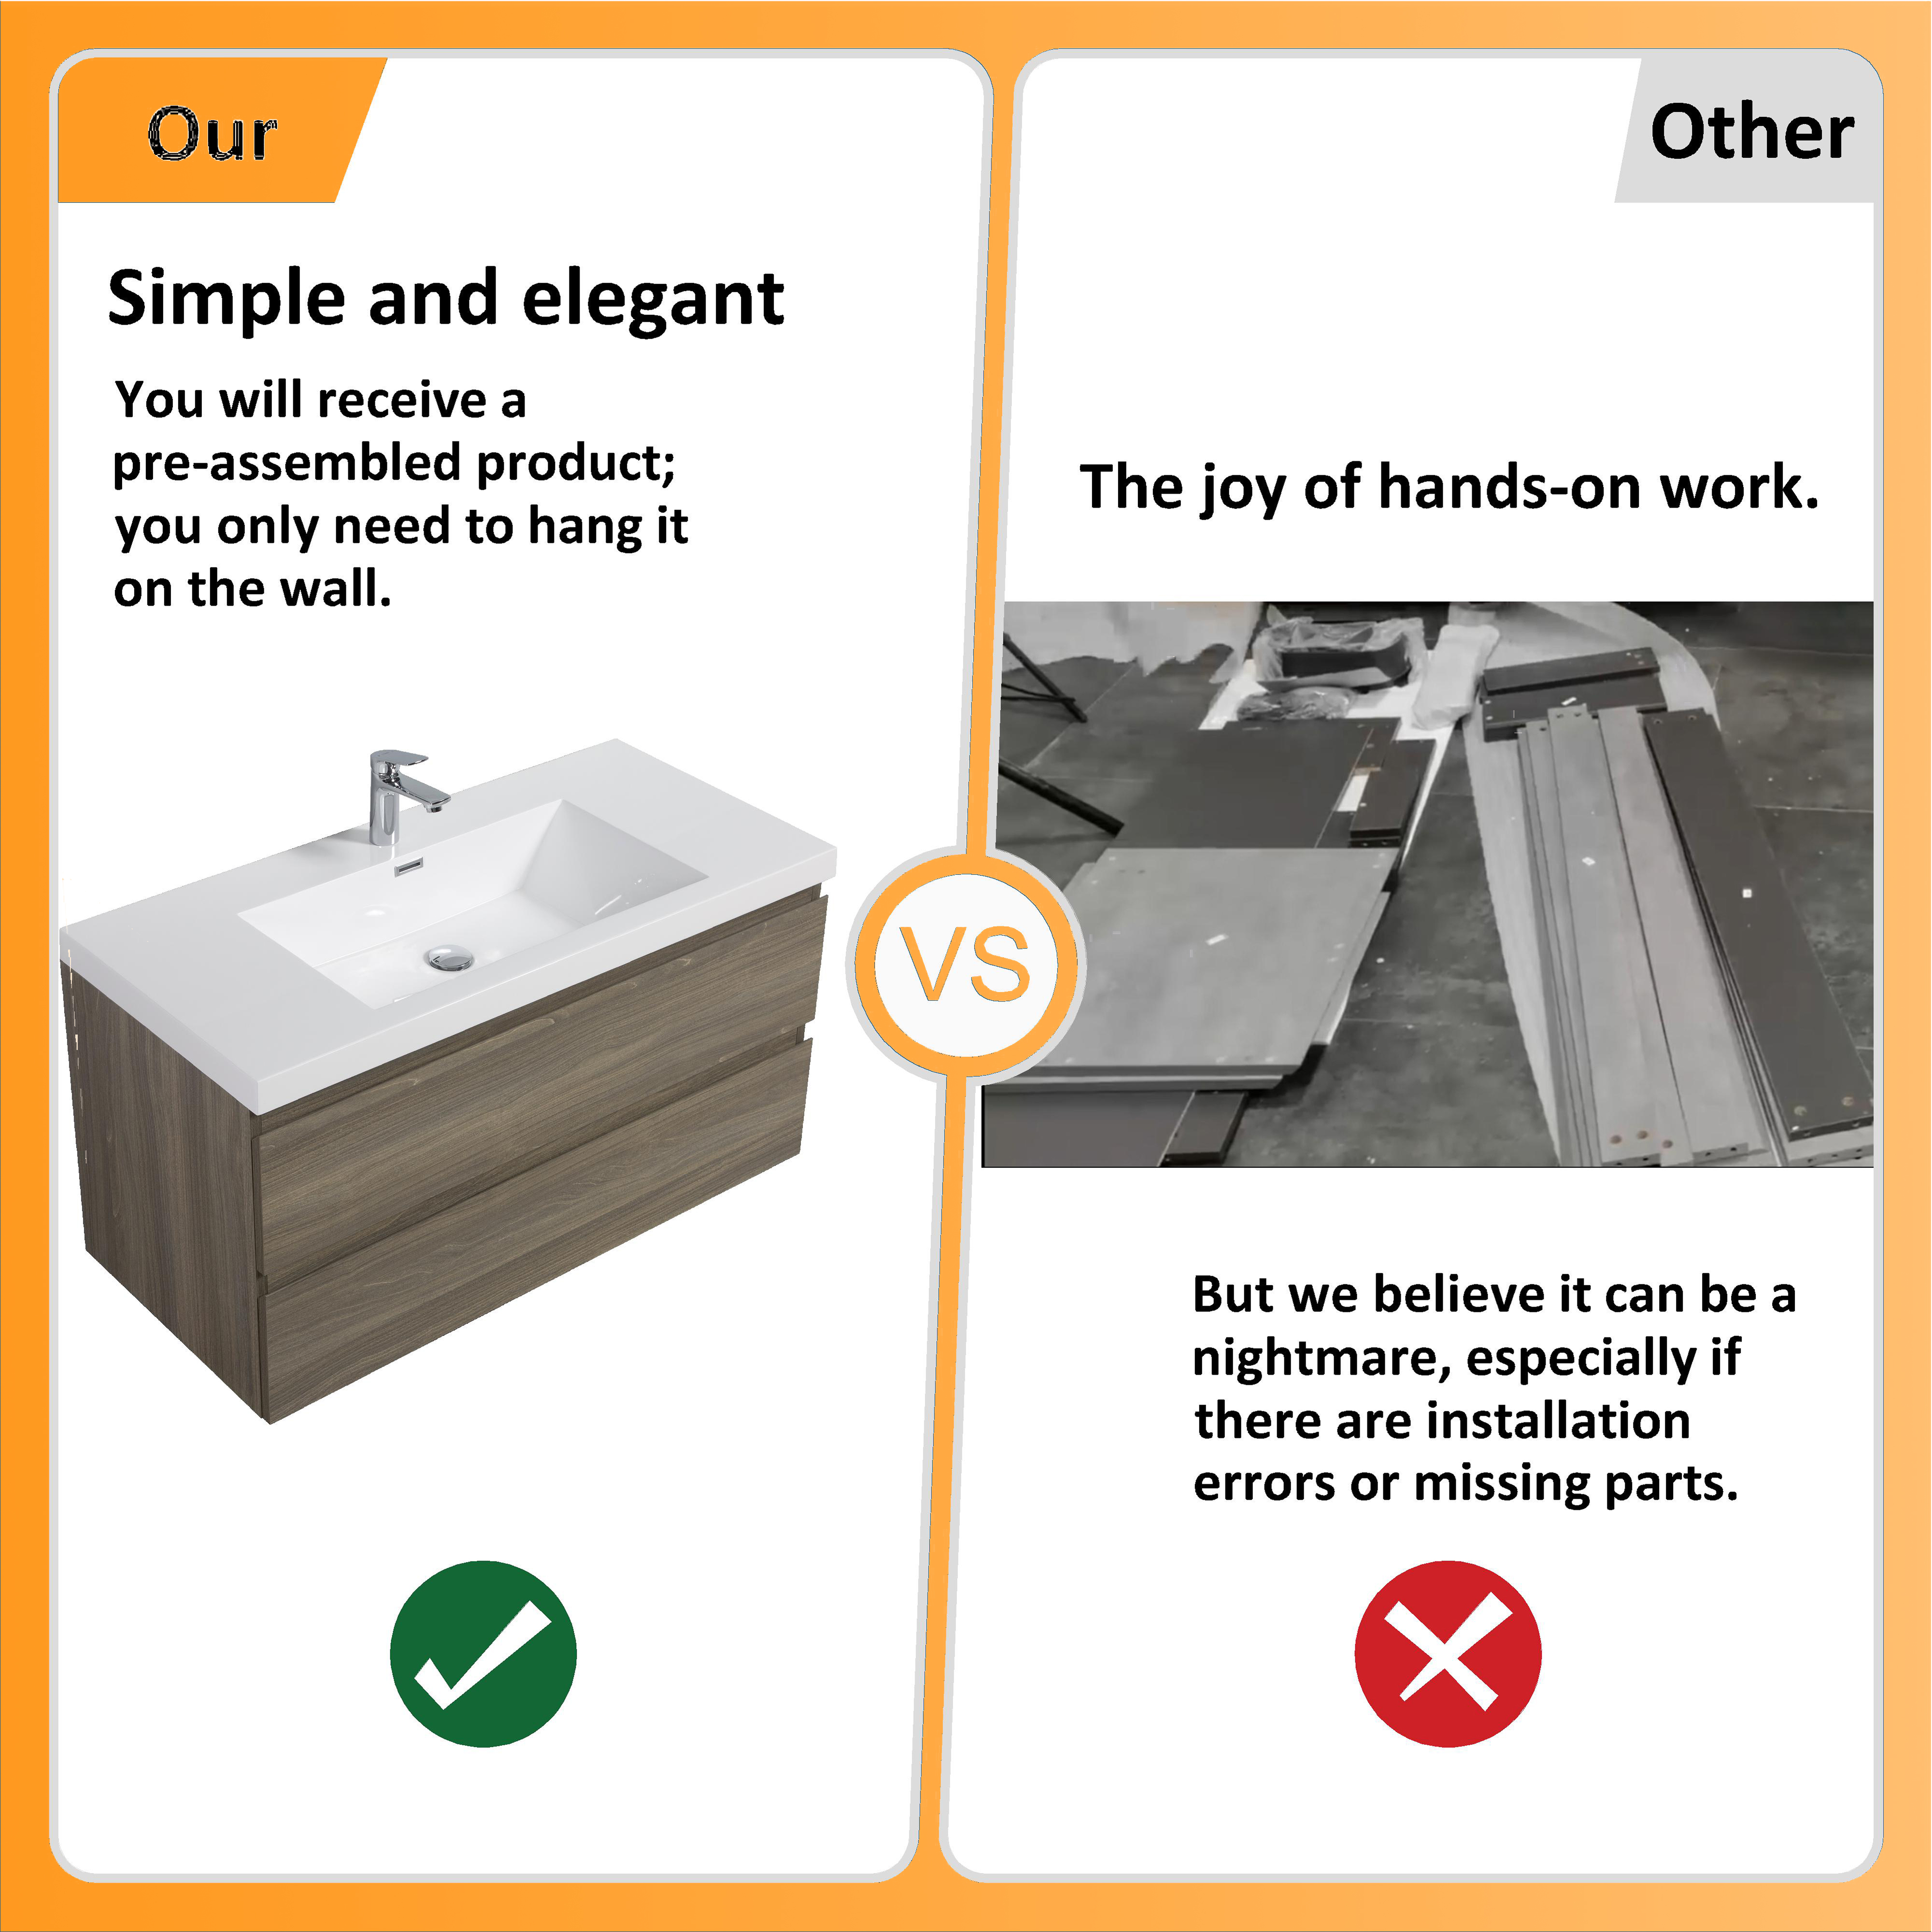 Our
Simple and elegant
You will receive a
pre-assembled product;
you only need to hang it
on the wall.
VS
Other
The joy of hands-on work.
But we believe it can be a
nightmare, especially if
there are installation
errors or missing parts.